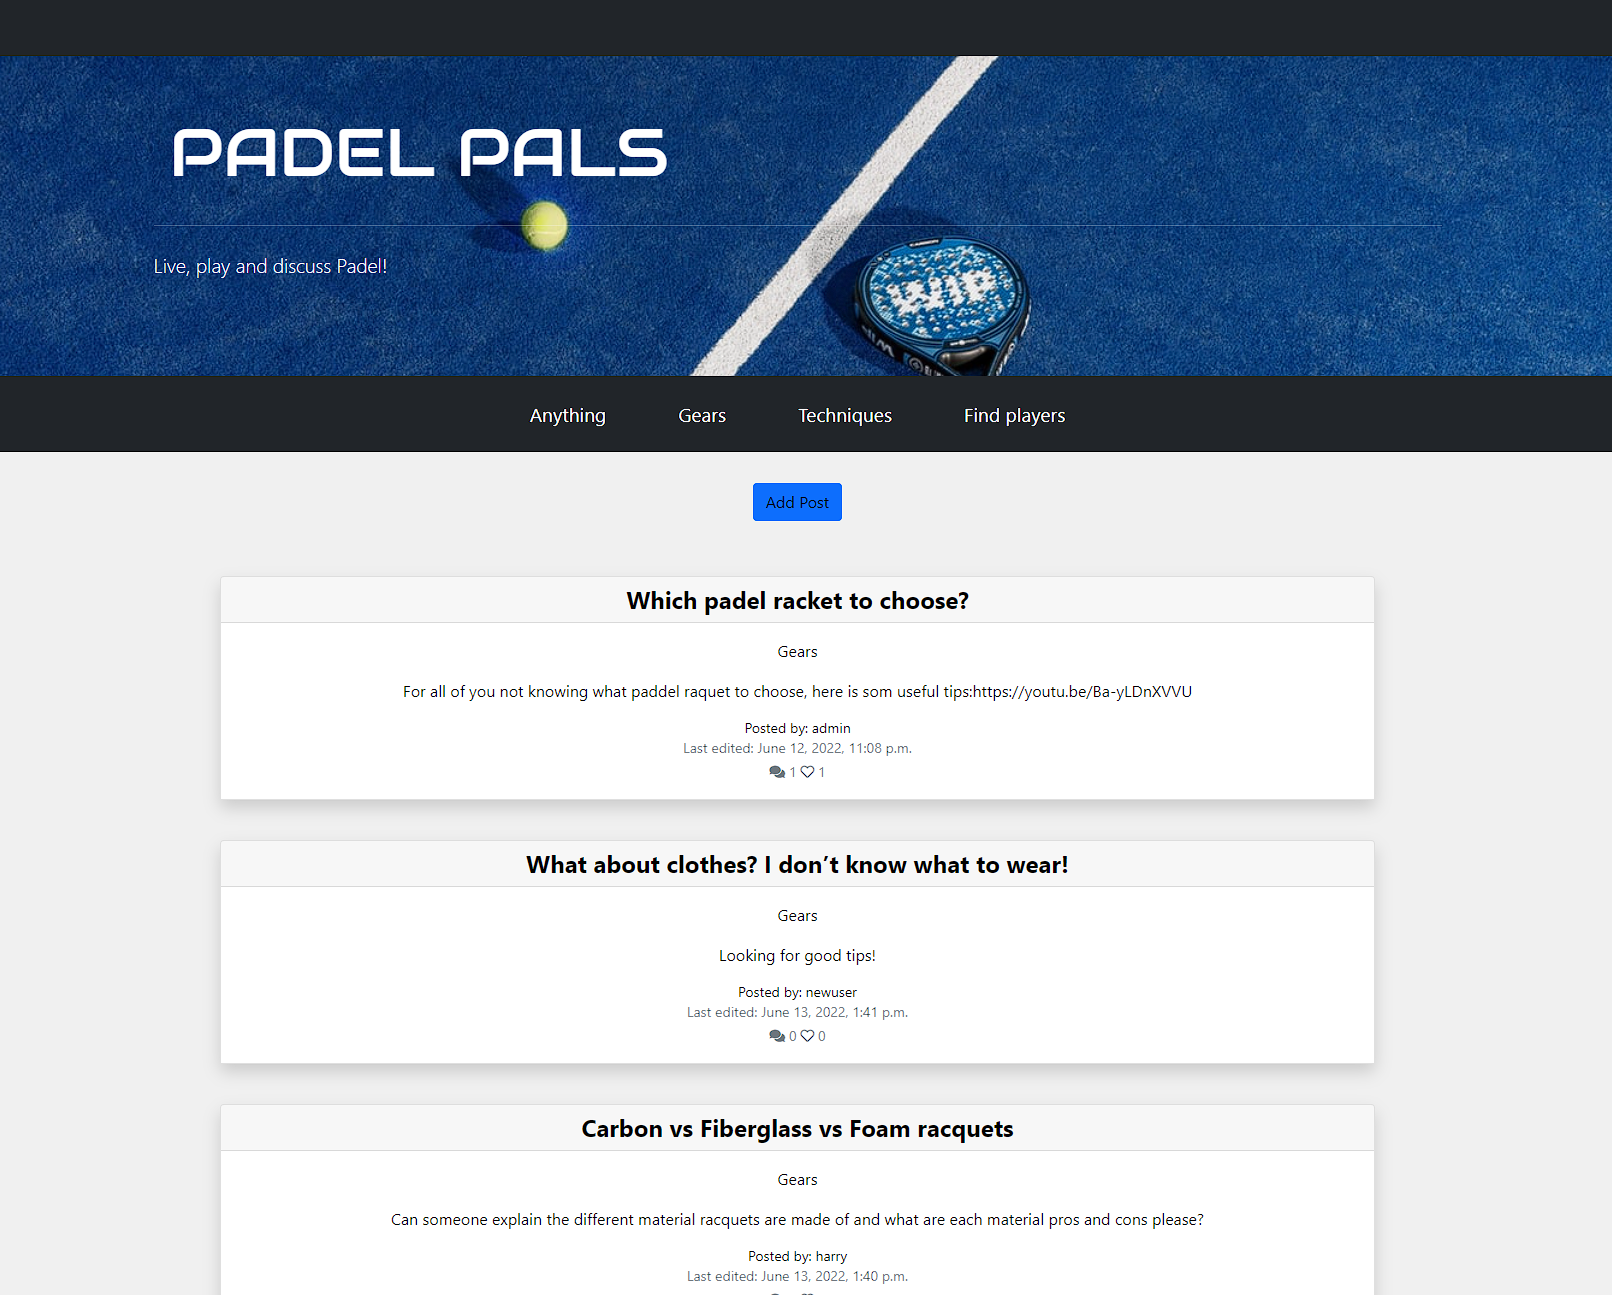 PADEL PALS
Live, play and discuss Padel!
WIP
WIP
Anything Gears Techniques Find players
Add Post
Which padel racket to choose?
Gears
For all of you not knowing what paddel raquet to choose, here is som useful tips:https://youtu.be/Ba-yLDnXVVU
Posted by: admin
Last edited: June 12, 2022, 11:08 p.m.
1 1
What about clothes? I don’t know what to wear!
Gears
Looking for good tips!
Posted by: newuser
Last edited: June 13, 2022, 1:41 p.m.
0 0
Carbon vs Fiberglass vs Foam racquets
Gears
Can someone explain the different material racquets are made of and what are each material pros and cons please?
Posted by: harry
Last edited: June 13, 2022, 1:40 p.m.